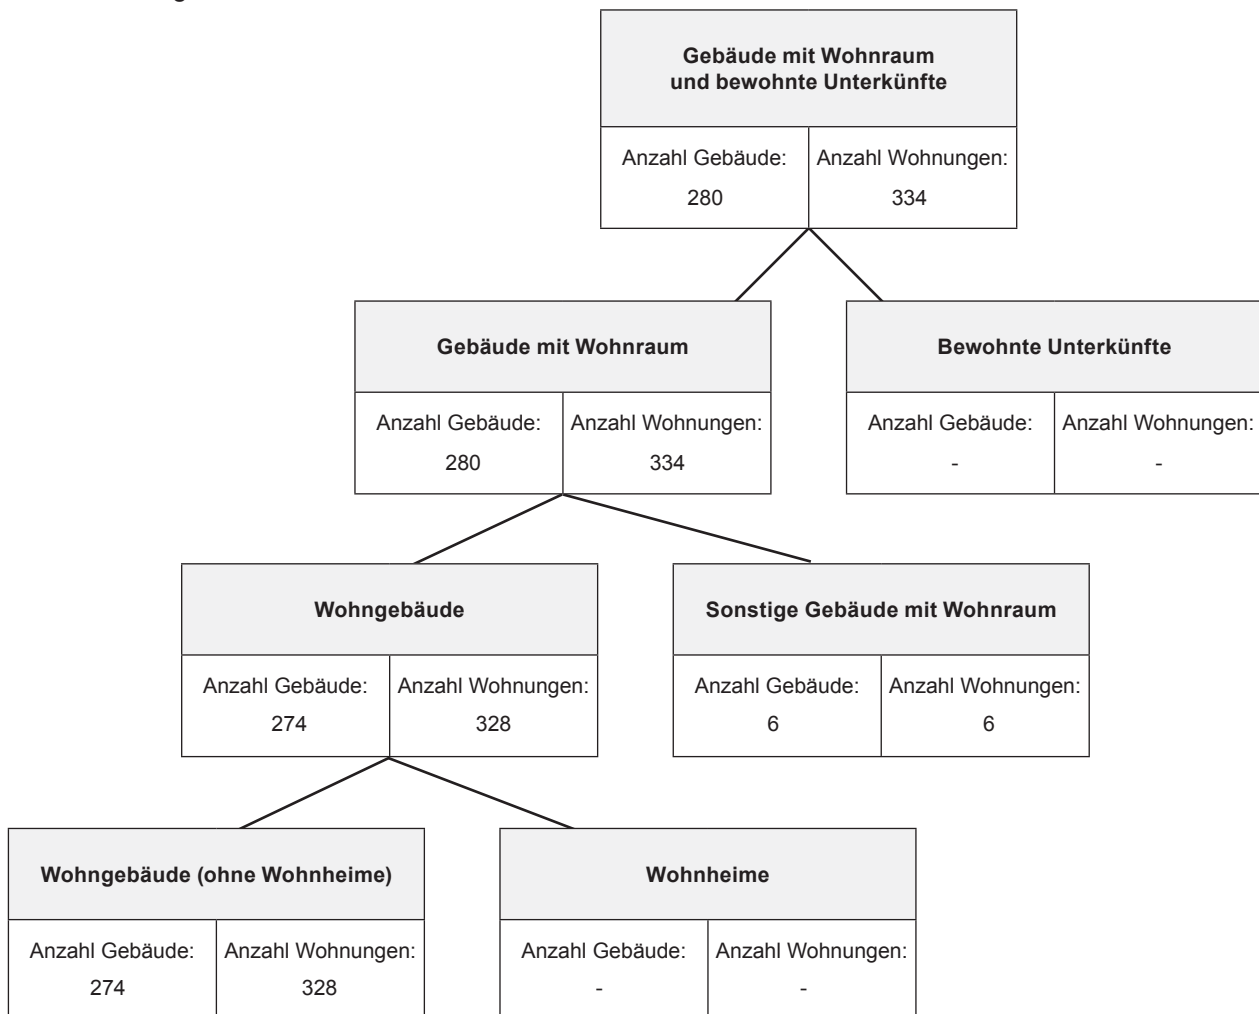 Gebäude mit Wohnraum
und bewohnte Unterkünfte
Anzahl Gebäude: Anzahl Wohnungen:
280 334
Gebäude mit Wohnraum
Bewohnte Unterkünfte
Anzahl Gebäude: Anzahl Wohnungen:
280 334
Anzahl Gebäude: Anzahl Wohnungen:
- -
Wohngebäude
Sonstige Gebäude mit Wohnraum
Anzahl Gebäude: Anzahl Wohnungen:
274 328
Anzahl Gebäude: Anzahl Wohnungen:
6 6
Wohngebäude (ohne Wohnheime)
Wohnheime
Anzahl Gebäude: Anzahl Wohnungen:
274 328
Anzahl Gebäude: Anzahl Wohnungen:
- -